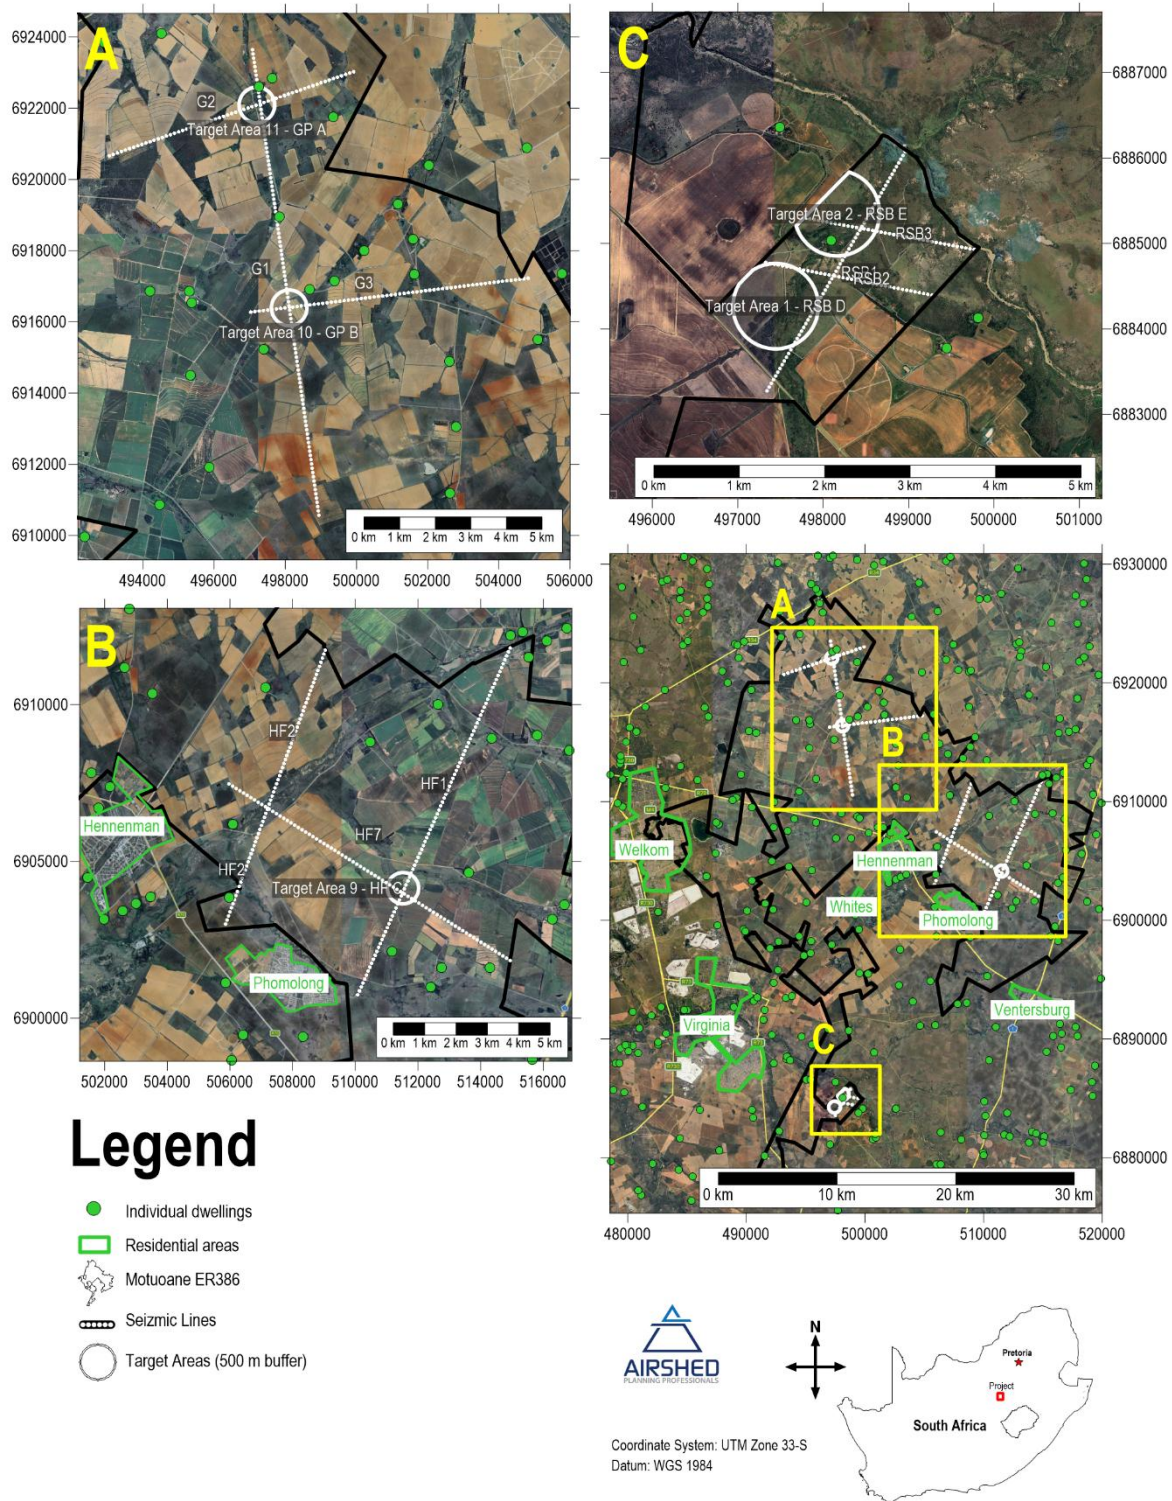 A
6924000
6922000
6920000
6918000
6916000
6914000
6912000
6910000
G2
Target Area 11 - GP A
G1
G3
Target Area 10 - GP B
0 km 1 km 2 km 3 km 4 km 5 km
494000 496000 498000 500000 502000 504000 506000
C
6887000
6886000
6885000
6884000
6883000
Target Area 2 - RSB E
RSB3
RSB1
RSB2
Target Area 1 - RSB D
0 km 1 km 2 km 3 km 4 km 5 km
496000 497000 498000 499000 500000 501000
B
6910000
6905000
6900000
HF2
HF1
Hennenman
HF7
HF2
Target Area 9 - HF C
Phomolong
0 km 1 km 2 km 3 km 4 km 5 km
502000 504000 506000 508000 510000 512000 514000 516000
6930000
6920000
6910000
6900000
6890000
6880000
A
B
Welkom
Hennenman
Whites
Phomolong
Virginia
Ventersburg
C
0 km 10 km 20 km 30 km
480000 490000 500000 510000 520000
Legend
Individual dwellings
Residential areas
Motuoane ER386
Seizmic Lines
Target Areas (500 m buffer)
AIRSHED
PLANNING PROFESSIONALS
N
Pretoria
Project
South Africa
Coordinate System: UTM Zone 33-S
Datum: WGS 1984